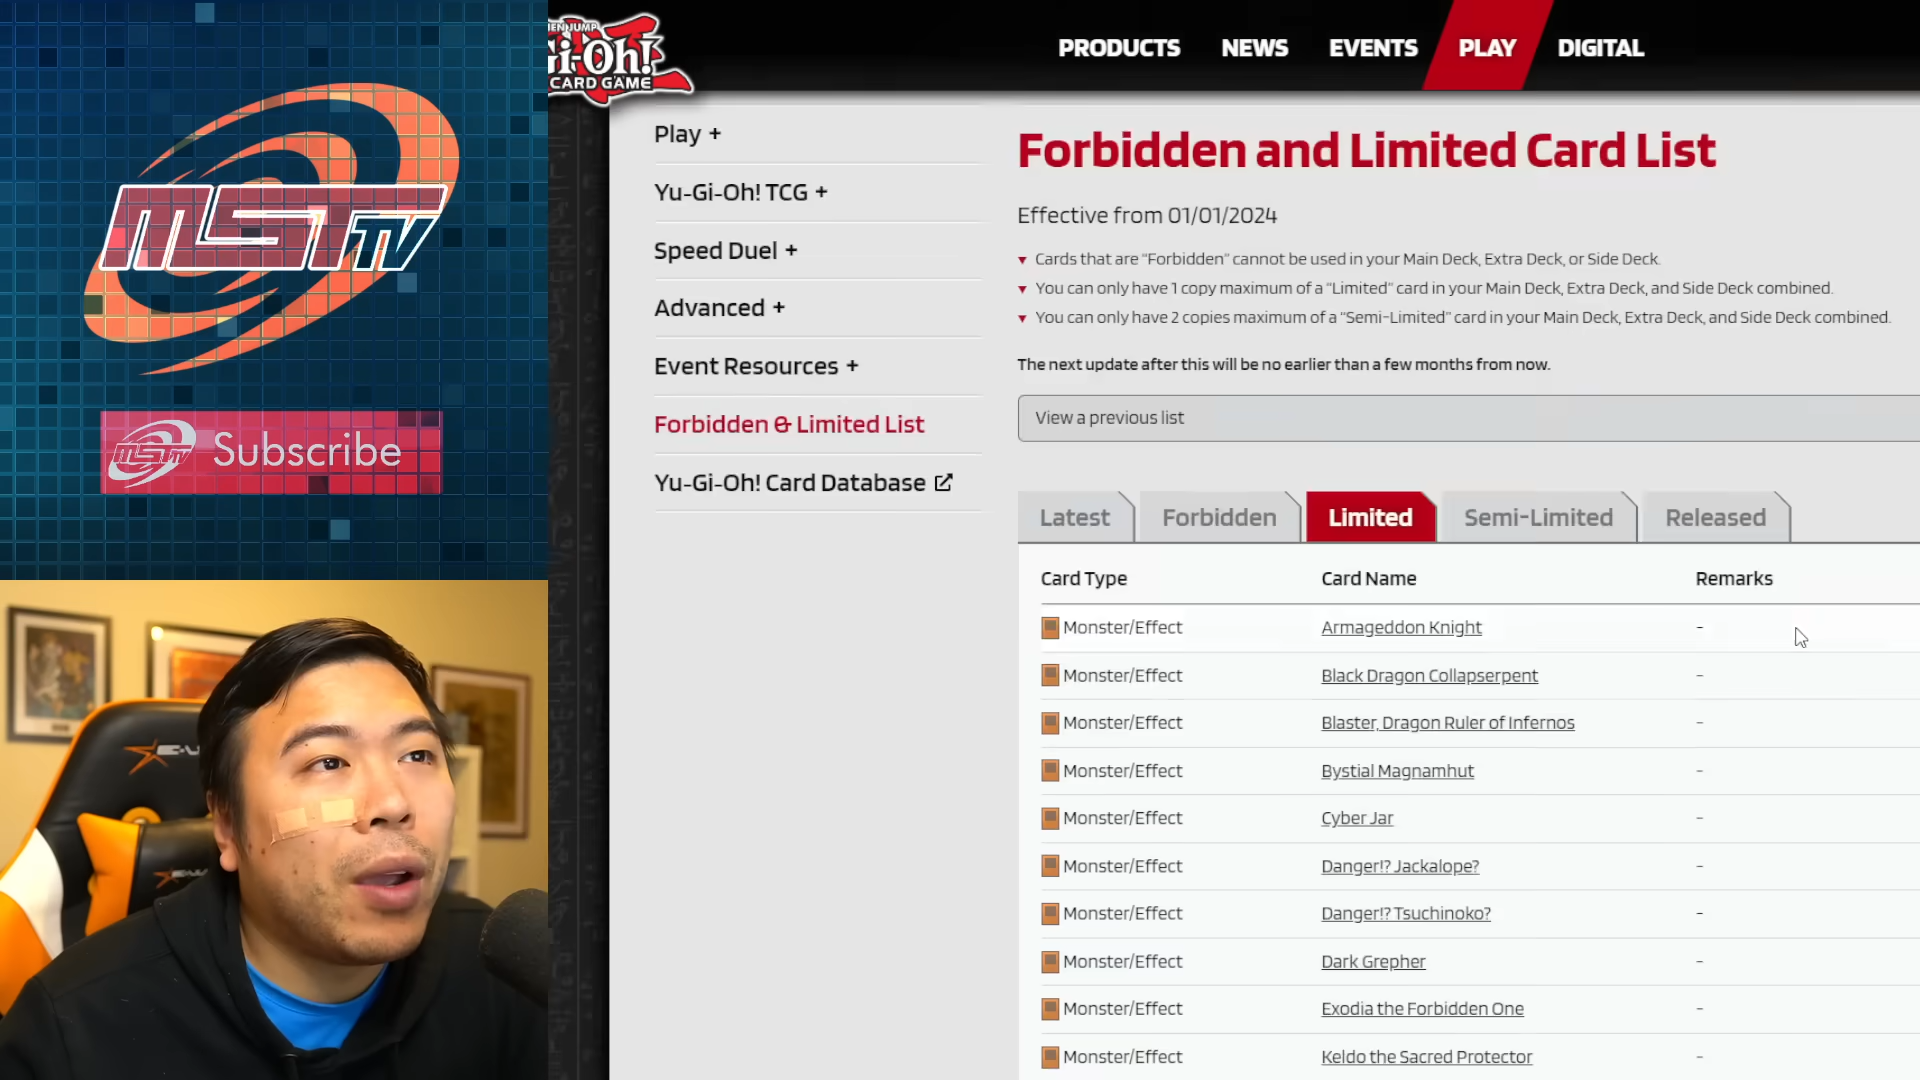 MSTTV
MSTTV Subscribe
Gi-Oh!
CARD GAME
PRODUCTS NEWS EVENTS PLAY DIGITAL
Play +
Yu-Gi-Oh! TCG +
Speed Duel +
Advanced +
Event Resources +
Forbidden & Limited List
Yu-Gi-Oh! Card Database
Forbidden and Limited Card List
Effective from 01/01/2024
Cards that are "Forbidden" cannot be used in your Main Deck, Extra Deck, or Side Deck.
You can only have 1 copy maximum of a "Limited" card in your Main Deck, Extra Deck, and Side Deck combined.
You can only have 2 copies maximum of a "Semi-Limited" card in your Main Deck, Extra Deck, and Side Deck combined.
The next update after this will be no earlier than a few months from now.
View a previous list
Latest Forbidden Limited Semi-Limited Released
Card Type Card Name Remarks
Monster/Effect Armageddon Knight -
Monster/Effect Black Dragon Collapserpent -
Monster/Effect Blaster, Dragon Ruler of Infernos -
Monster/Effect Bystial Magnamhut -
Monster/Effect Cyber Jar -
Monster/Effect Danger!? Jackalope? -
Monster/Effect Danger!? Tsuchinoko? -
Monster/Effect Dark Grepher -
Monster/Effect Exodia the Forbidden One -
Monster/Effect Keldo the Sacred Protector -